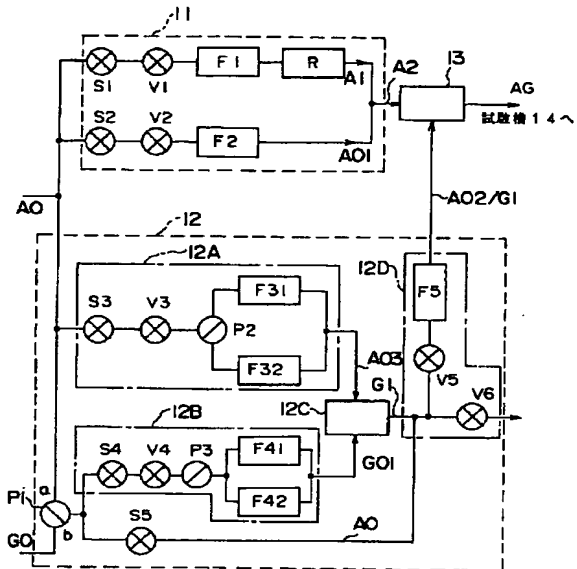 11
S1 V1 F1 R A1 A2 13 AG
試験機14へ
S2 V2 F2 A01
A0
A02/G1
12
12A
12D
S3 V3 P2 F31 F32
F5
A03
V5
V6
G1
12B
12C
S4 V4 P3 F41 F42
G01
a
Pi
b
G0
S5
A0